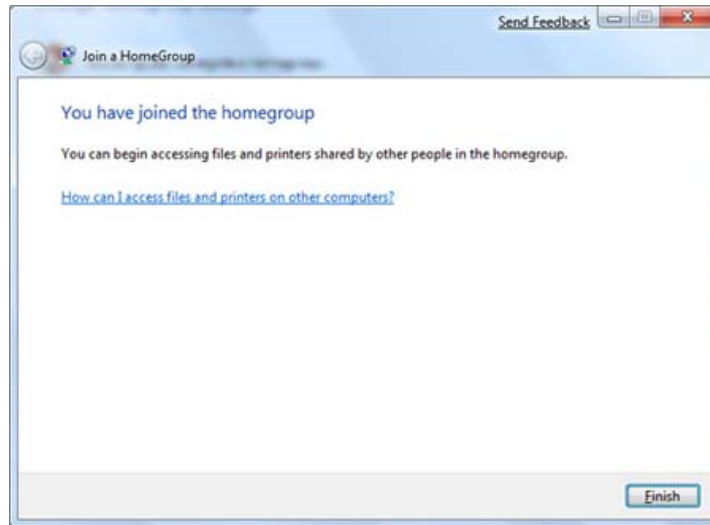 Send Feedback
Join a HomeGroup
You have joined the homegroup
You can begin accessing files and printers shared by other people in the homegroup.
How can I access files and printers on other computers?
Finish